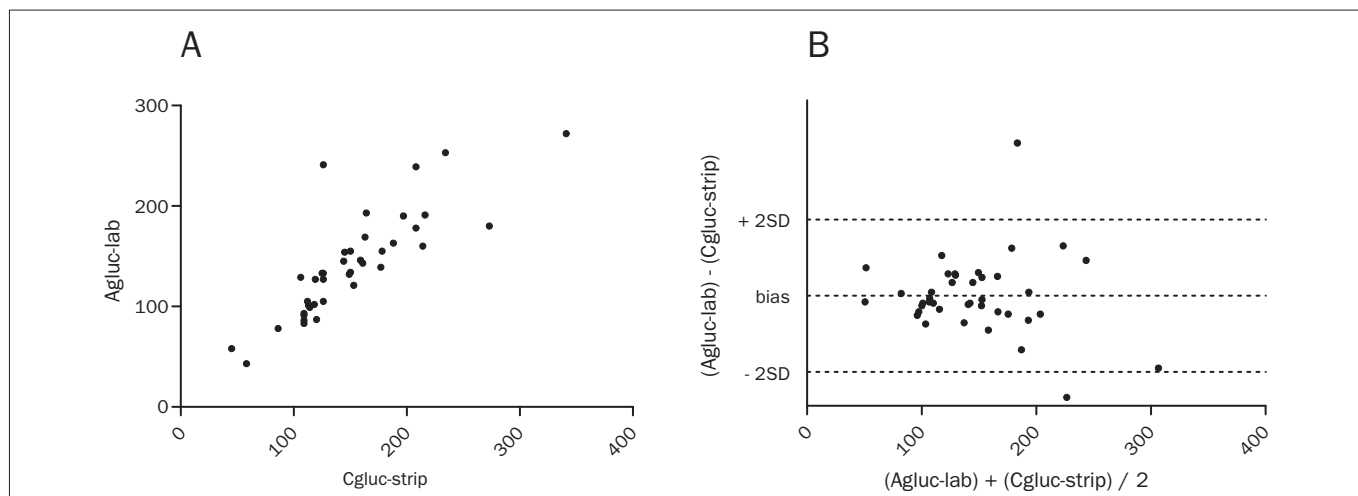 A
300
200
100
0
Agluc-lab
0
100
200
300
400
Cgluc-strip
B
(Agluc-lab) - (Cgluc-strip)
+ 2SD
bias
- 2SD
0
100
200
300
400
(Agluc-lab) + (Cgluc-strip) / 2